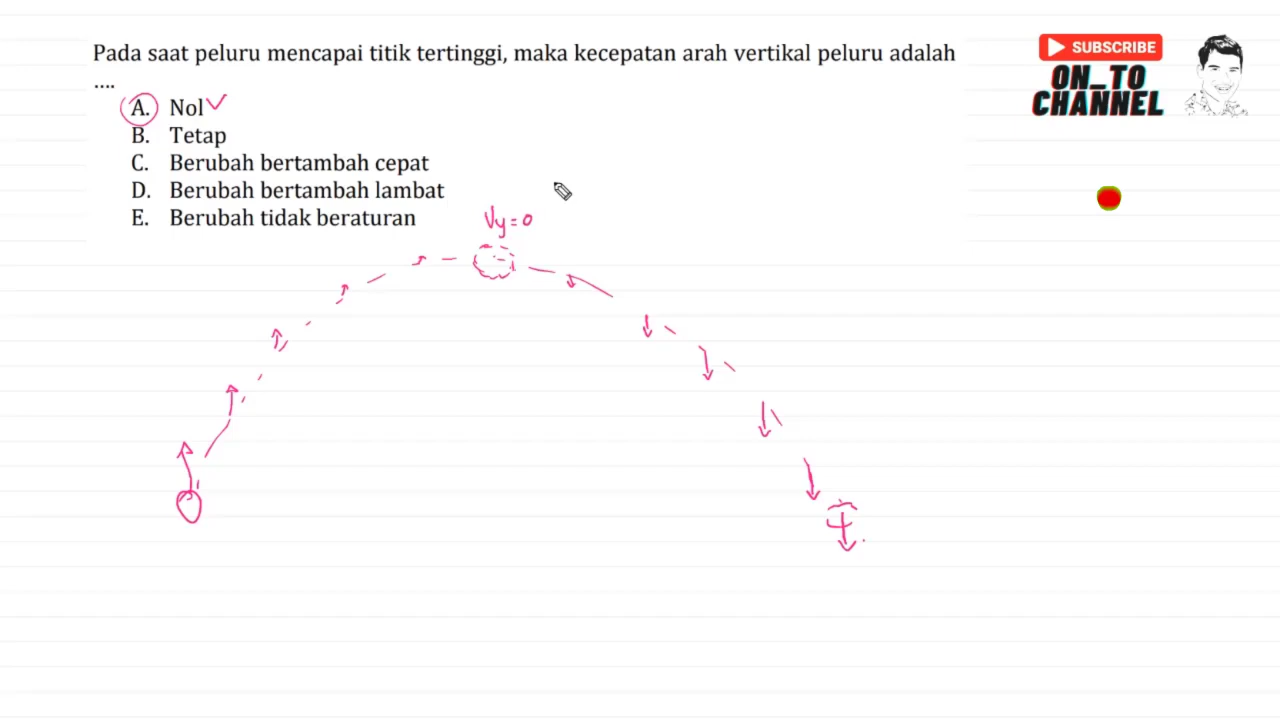 Pada saat peluru mencapai titik tertinggi, maka kecepatan arah vertikal peluru adalah
....
A. Nol
B. Tetap
C. Berubah bertambah cepat
D. Berubah bertambah lambat
E. Berubah tidak beraturan
Vy = 0
SUBSCRIBE
ON_TO
CHANNEL